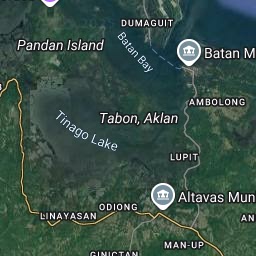 DUMAGUIT
Pandan Island
Batan Bay
Batan M
AMBOLONG
Tabon, Aklan
Tinago Lake
LUPIT
Altavas Mun
ODIONG
LINAYASAN
AN
MAN-UP
GINICTAN